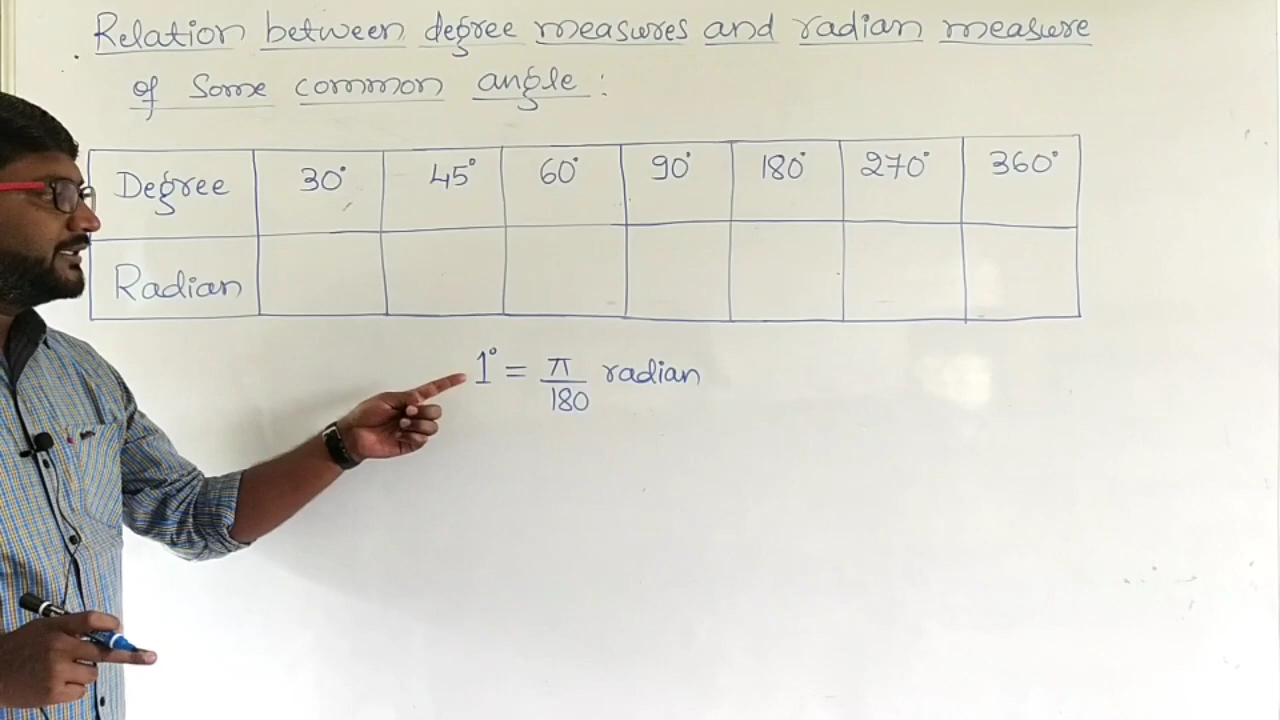 Relation between degree measures and radian measure
of Some common angle :
Degree 30° 45° 60° 90° 180° 270° 360°
Radian
1° = π/180 radian